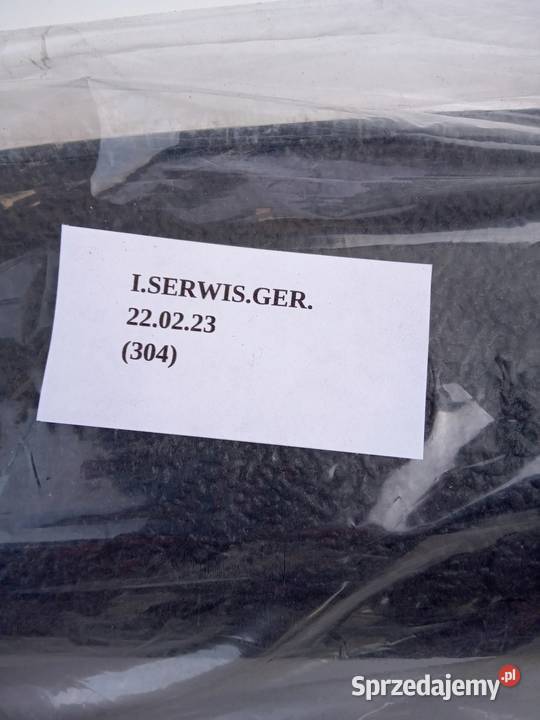 I.SERWIS.GER.
22.02.23
(304)
Sprzedajemy.pl